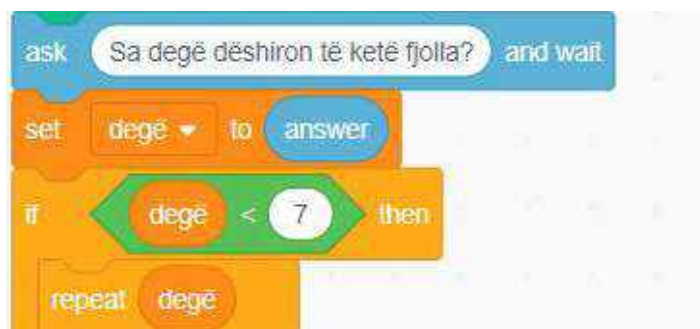 ask Sa degë dëshiron të ketë fjolla? and wait
set degë to answer
if degë < 7 then
repeat degë